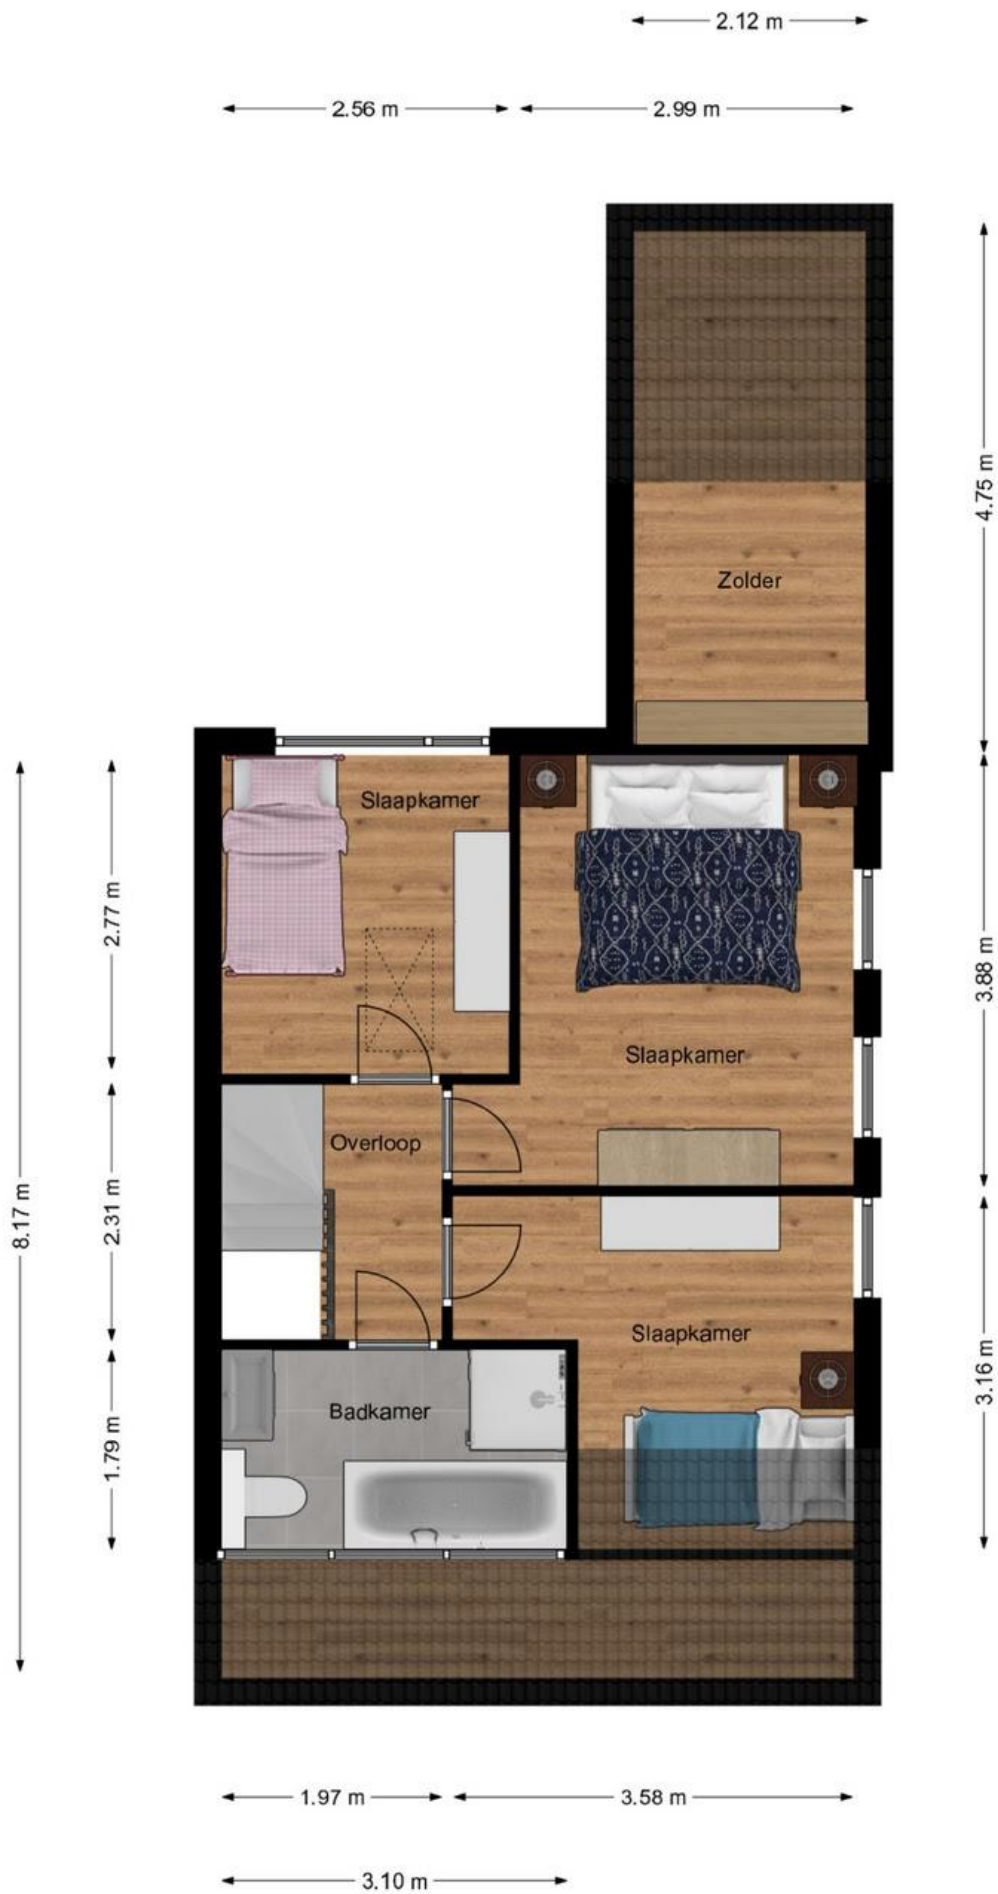 2.12 m
2.56 m
2.99 m
4.75 m
Zolder
Slaapkamer
2.77 m
3.88 m
Slaapkamer
Overloop
8.17 m
2.31 m
Slaapkamer
3.16 m
Badkamer
1.79 m
1.97 m
3.58 m
3.10 m